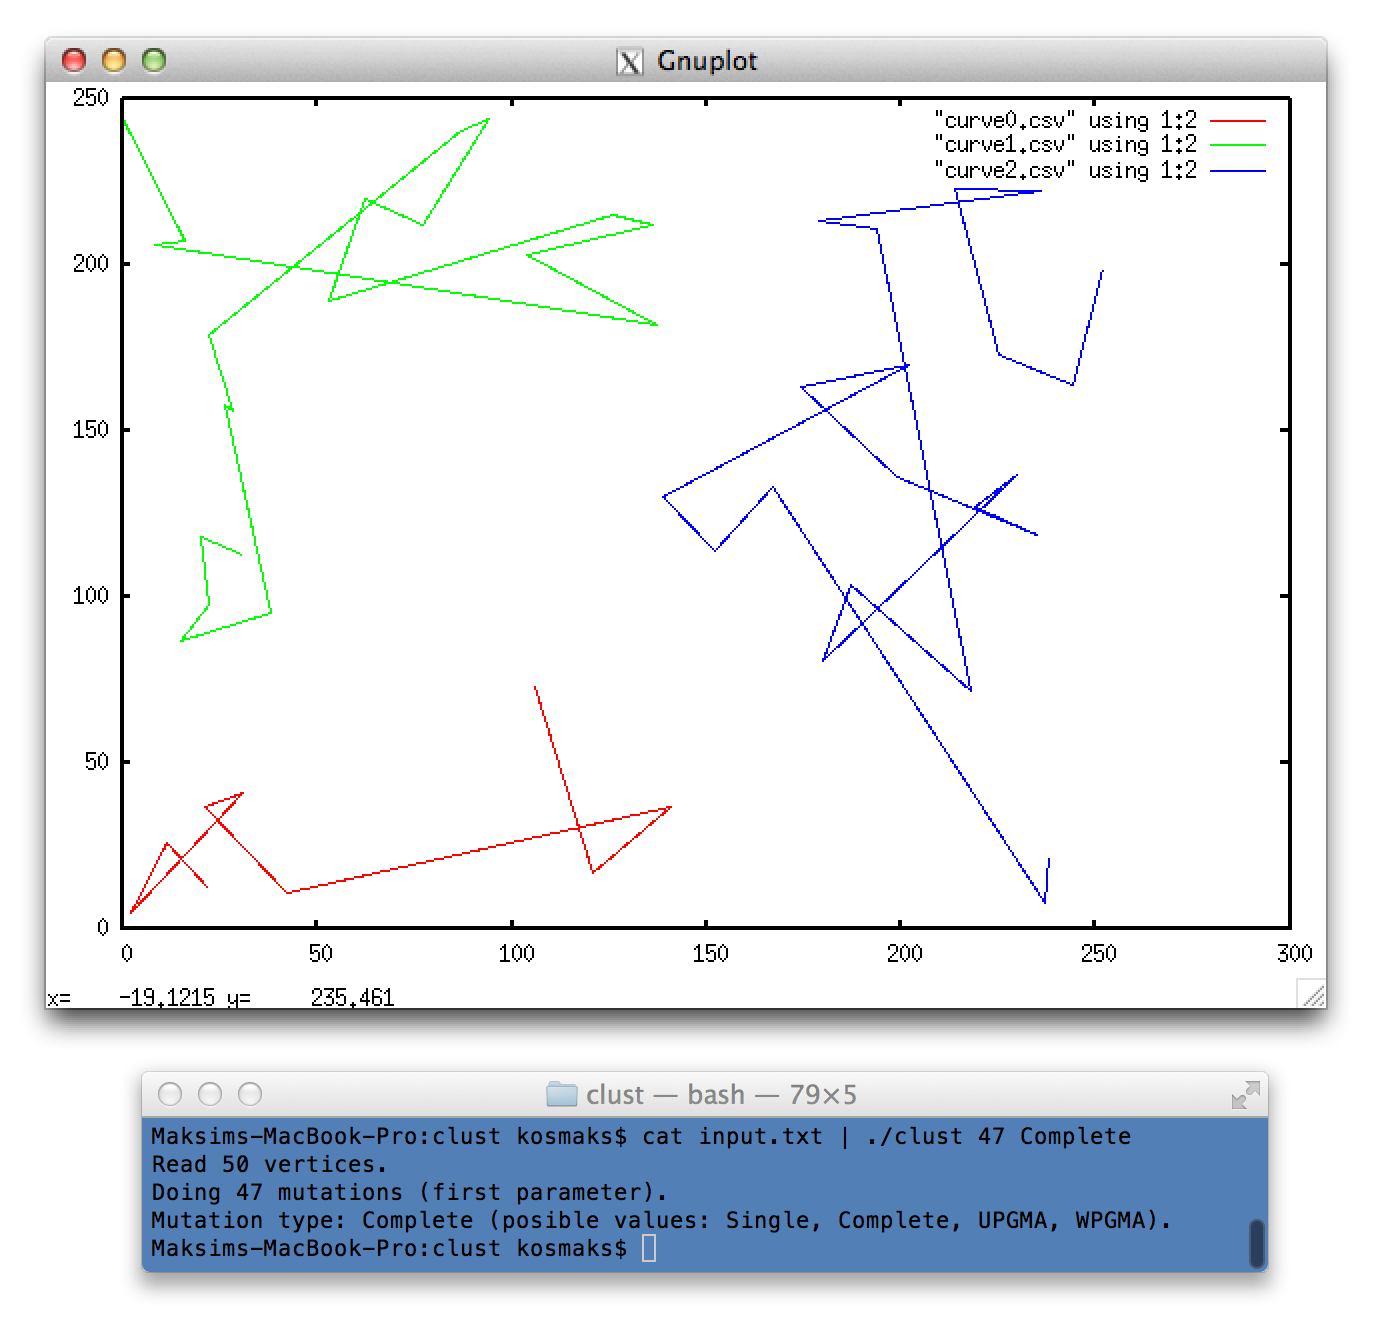 Gnuplot
250
"curve0.csv" using 1:2
"curve1.csv" using 1:2
"curve2.csv" using 1:2
200
150
100
50
0
0 50 100 150 200 250 300
x= -19.1215 y= 235.461
clust — bash — 79×5
Maksims-MacBook-Pro:clust kosmaks$ cat input.txt | ./clust 47 Complete
Read 50 vertices.
Doing 47 mutations (first parameter).
Mutation type: Complete (posible values: Single, Complete, UPGMA, WPGMA).
Maksims-MacBook-Pro:clust kosmaks$